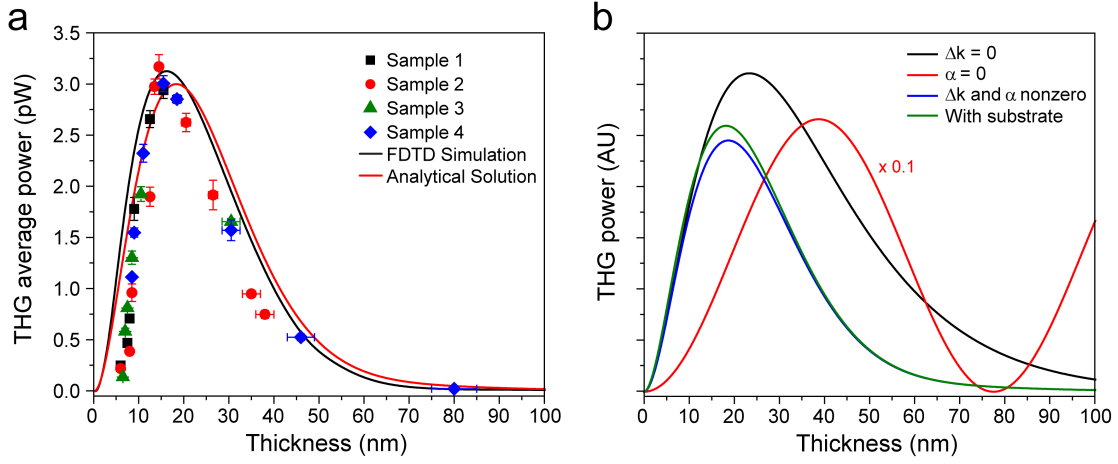 a
3.5
3.0
2.5
2.0
1.5
1.0
0.5
0.0
THG average power (pW)
0 10 20 30 40 50 60 70 80 90 100
Thickness (nm)
Sample 1
Sample 2
Sample 3
Sample 4
FDTD Simulation
Analytical Solution
b
THG power (AU)
0 10 20 30 40 50 60 70 80 90 100
Thickness (nm)
Δk = 0
α = 0
Δk and α nonzero
With substrate
x 0.1